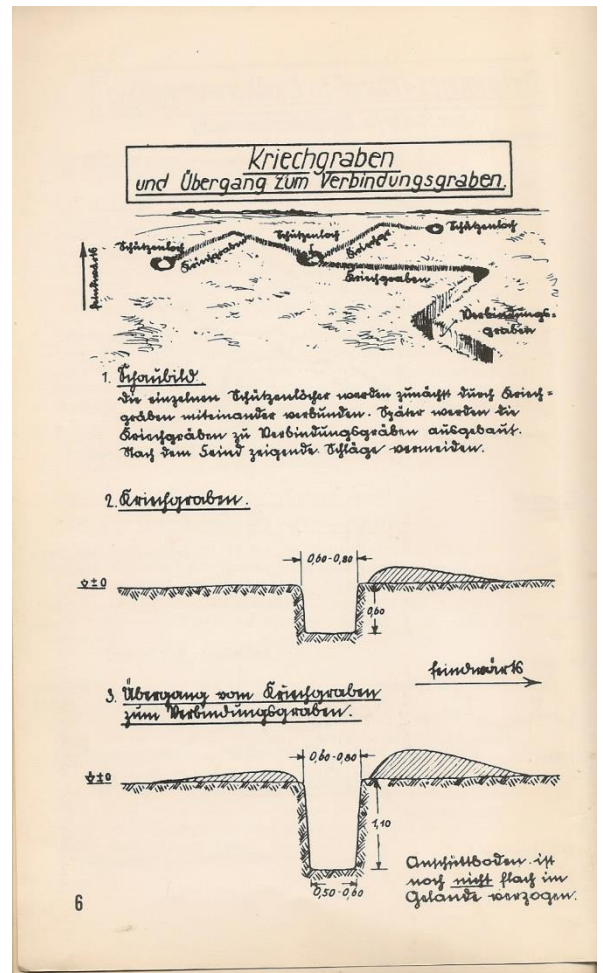 Kriechgraben
und Übergang zum Verbindungsgraben.
Schützenloch
Kriechgraben
Schützenloch
Kriechgr.
Schützenloch
feindwärts
Kriechgraben
Verbindungs-
graben
1. Schaubild.
Die einzelnen Schützenlöcher werden zunächst durch Kriech=
gräben miteinander verbunden. Später werden die
Kriechgräben zu Verbindungsgräben ausgebaut.
Nach dem Feind zeigende Schläge vermeiden.
2. Kriechgraben.
0,60-0,80
±0
0,60
feindwärts
3. Übergang vom Kriechgraben
zum Verbindungsgraben.
0,60-0,80
±0
1,10
0,50-0,60
Anschüttboden ist
noch nicht flach im
Gelände verzogen.
6